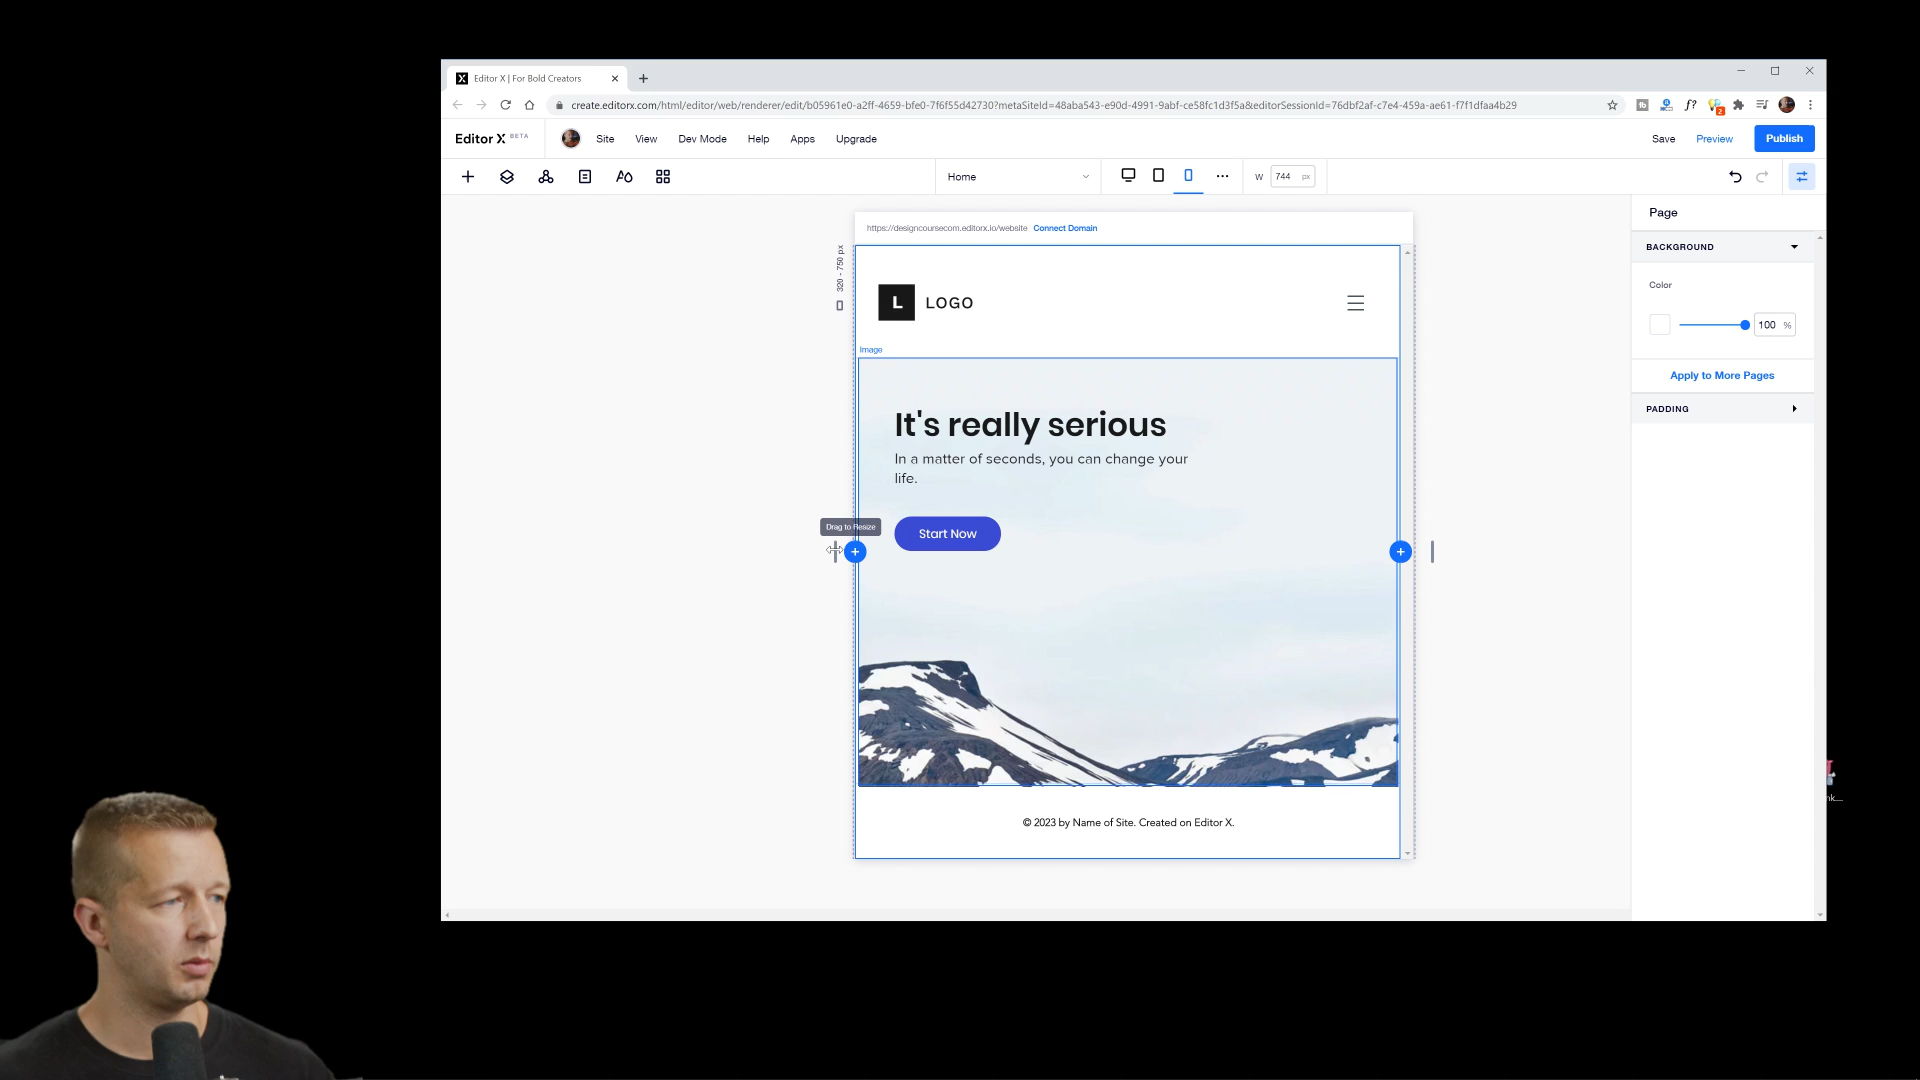 Editor X | For Bold Creators
create.editorx.com/html/editor/web/renderer/edit/b05961e0-a2ff-4659-bfe0-7f6f55d42730?metaSiteId=48aba543-e90d-4991-9abf-ce58fc1d3f5a&editorSessionId=76dbf2af-c7e4-459a-ae61-f7f1dfaa4b29
f?
2
Editor X BETA
Site
View
Dev Mode
Help
Apps
Upgrade
Save
Preview
Publish
Home
W
744
px
https://designcoursecom.editorx.io/website
Connect Domain
320 - 750 px
L
LOGO
Image
It's really serious
In a matter of seconds, you can change your
life.
Start Now
Drag to Resize
© 2023 by Name of Site. Created on Editor X.
Page
BACKGROUND
Color
100 %
Apply to More Pages
PADDING